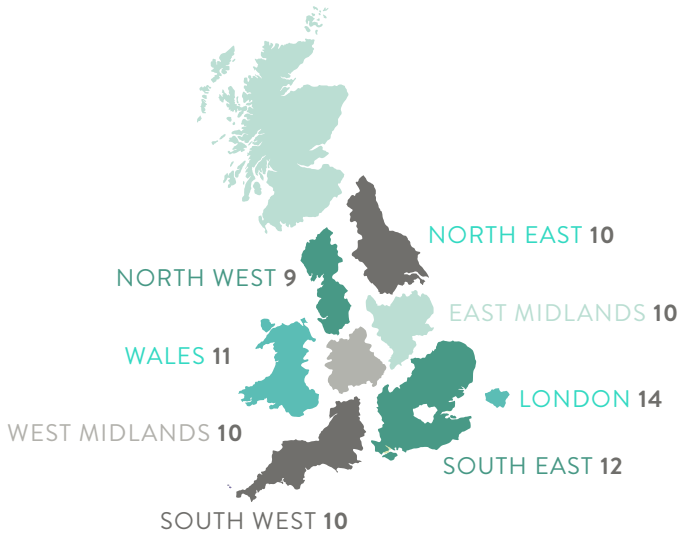 NORTH EAST 10
NORTH WEST 9
EAST MIDLANDS 10
WALES 11
LONDON 14
WEST MIDLANDS 10
SOUTH EAST 12
SOUTH WEST 10